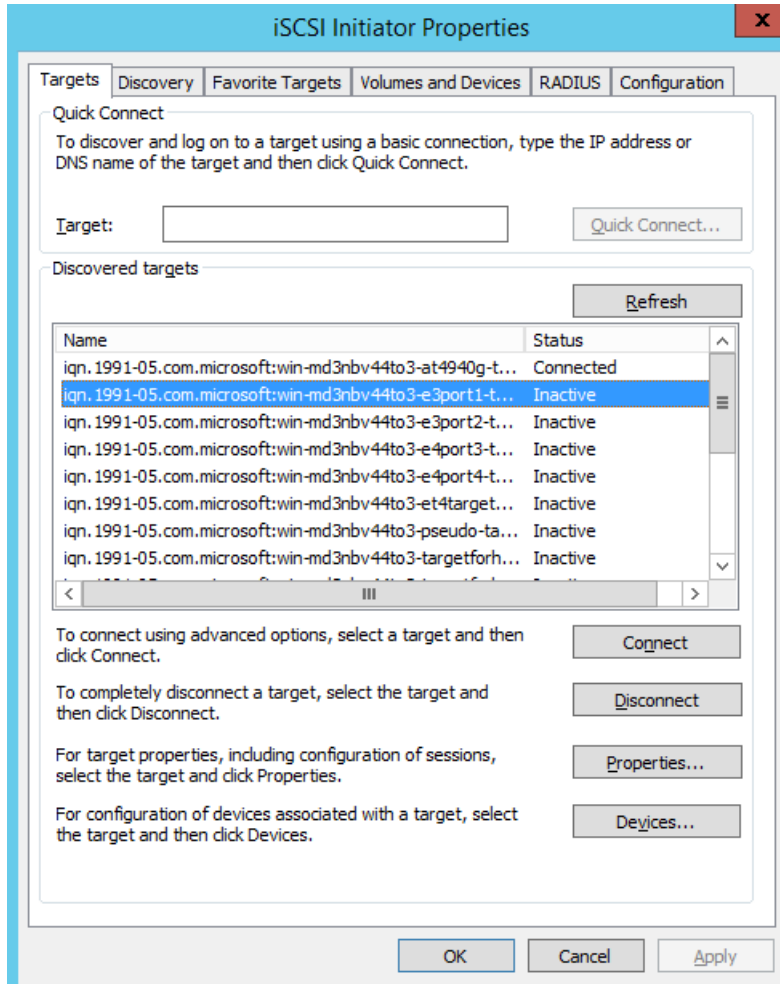 iSCSI Initiator Properties
x
Targets Discovery Favorite Targets Volumes and Devices RADIUS Configuration
Quick Connect
To discover and log on to a target using a basic connection, type the IP address or
DNS name of the target and then click Quick Connect.
Target:
Quick Connect...
Discovered targets
Refresh
Name Status
iqn.1991-05.com.microsoft:win-md3nbv44to3-at4940g-t... Connected
iqn.1991-05.com.microsoft:win-md3nbv44to3-e3port1-t... Inactive
iqn.1991-05.com.microsoft:win-md3nbv44to3-e3port2-t... Inactive
iqn.1991-05.com.microsoft:win-md3nbv44to3-e4port3-t... Inactive
iqn.1991-05.com.microsoft:win-md3nbv44to3-e4port4-t... Inactive
iqn.1991-05.com.microsoft:win-md3nbv44to3-et4target... Inactive
iqn.1991-05.com.microsoft:win-md3nbv44to3-pseudo-ta... Inactive
iqn.1991-05.com.microsoft:win-md3nbv44to3-targetforh... Inactive
To connect using advanced options, select a target and then
click Connect.
Connect
To completely disconnect a target, select the target and
then click Disconnect.
Disconnect
For target properties, including configuration of sessions,
select the target and click Properties.
Properties...
For configuration of devices associated with a target, select
the target and then click Devices.
Devices...
OK Cancel Apply